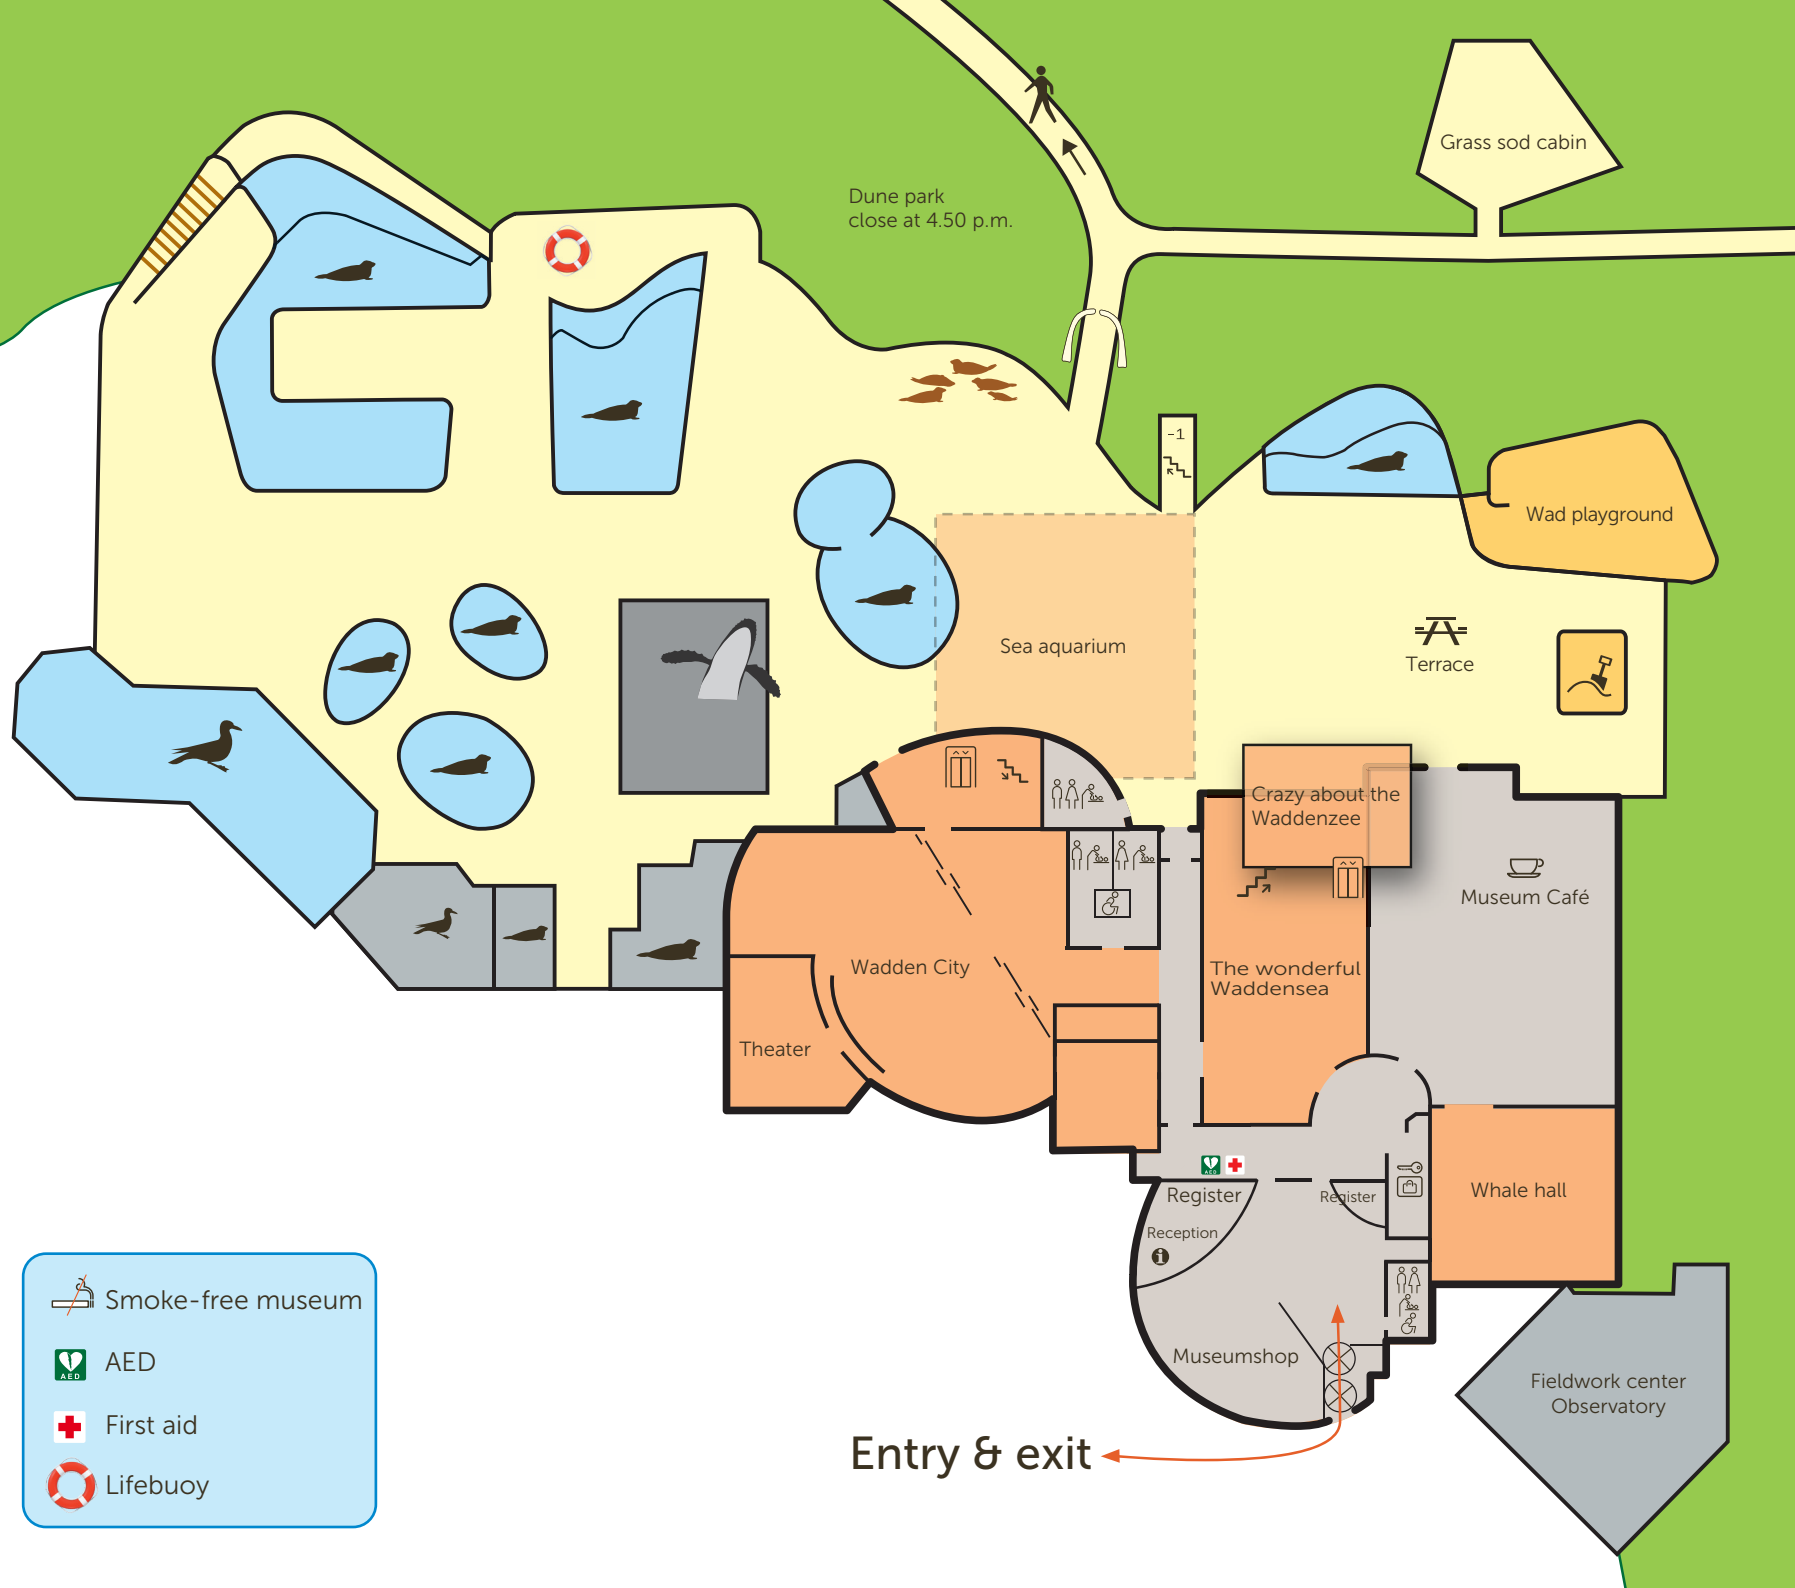 Grass sod cabin
Dune park
close at 4.50 p.m.
-1
Wad playground
Sea aquarium
Terrace
Crazy about the
Waddenzee
Museum Café
Wadden City
The wonderful
Waddensea
Theater
AED
Register
Register
Whale hall
Reception
i
Museumshop
Fieldwork center
Observatory
Entry & exit
Smoke-free museum
AED
AED
First aid
Lifebuoy